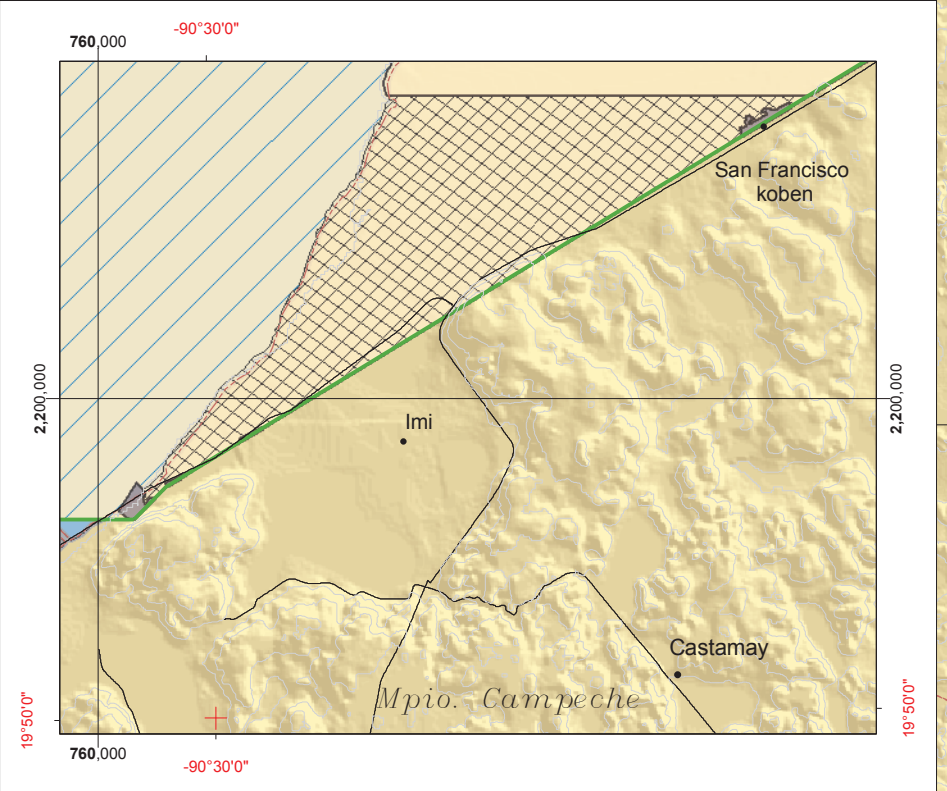 -90°30'0"
760,000
San Francisco
koben
2,200,000
2,200,000
Imi
Castamay
Mpio. Campeche
19°50'0"
19°50'0"
760,000
-90°30'0"